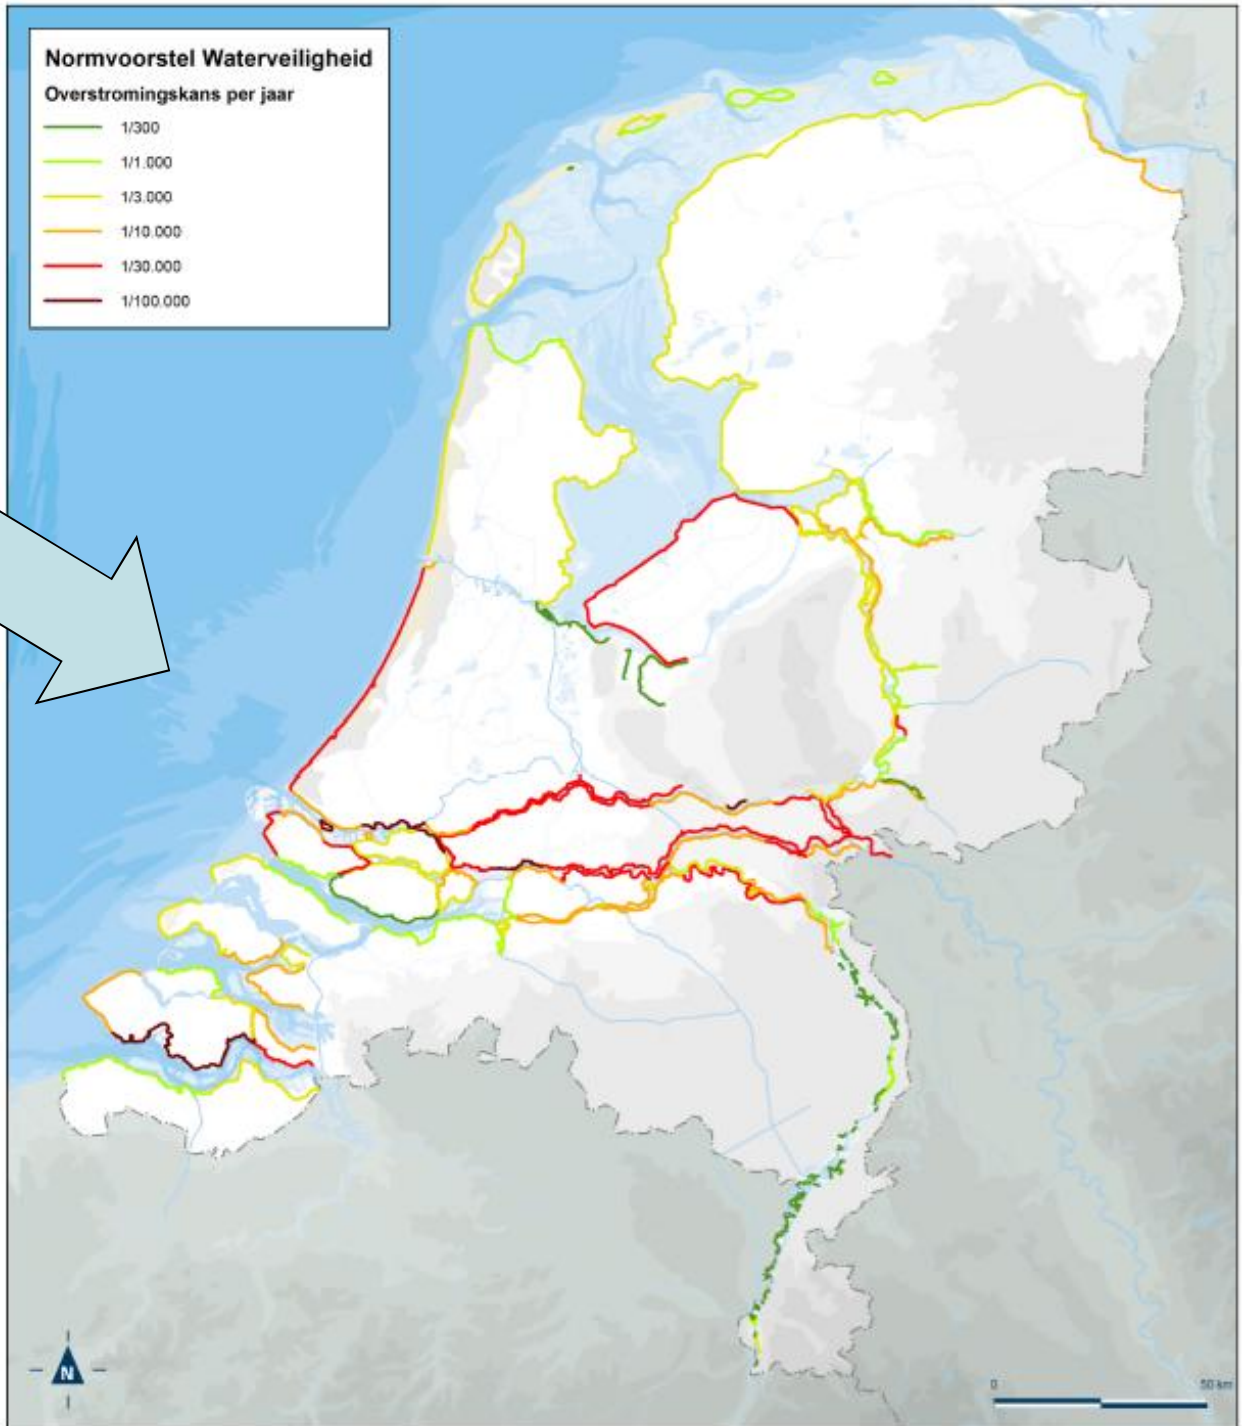 Normvoorstel Waterveiligheid
Overstromingskans per jaar
1/300
1/1.000
1/3.000
1/10.000
1/30.000
1/100.000
N
0 50 km